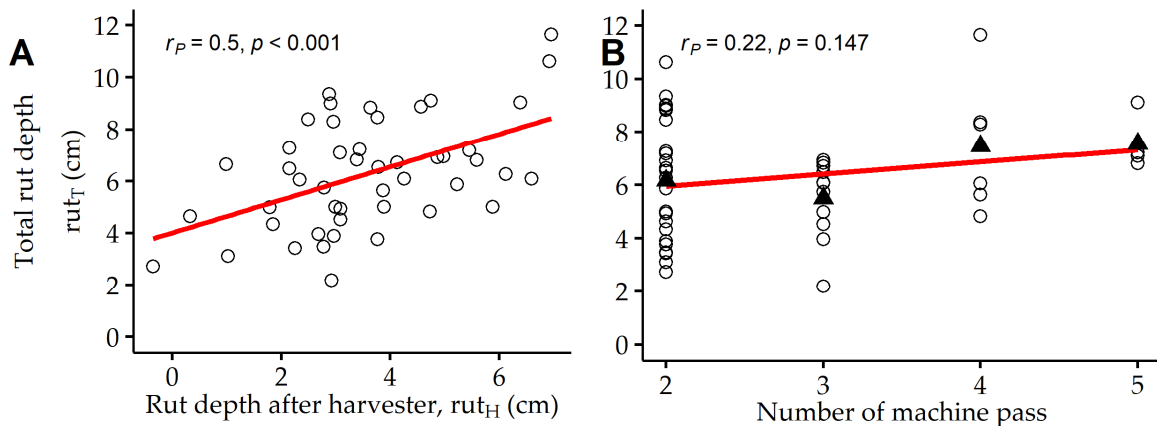 A
r_P = 0.5, p < 0.001
Total rut depth
rut_T (cm)
12
10
8
6
4
2
0
0 2 4 6
Rut depth after harvester, rut_H (cm)
B
r_P = 0.22, p = 0.147
12
10
8
6
4
2
0
2 3 4 5
Number of machine pass